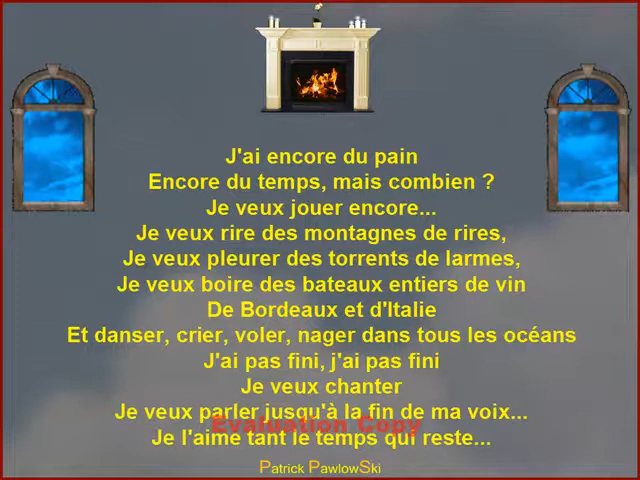 J'ai encore du pain
Encore du temps, mais combien ?
Je veux jouer encore...
Je veux rire des montagnes de rires,
Je veux pleurer des torrents de larmes,
Je veux boire des bateaux entiers de vin
De Bordeaux et d'Italie
Et danser, crier, voler, nager dans tous les océans
J'ai pas fini, j'ai pas fini
Je veux chanter
Je veux parler jusqu'à la fin de ma voix...
Evaluation Copy
Je l'aime tant le temps qui reste...
Patrick PawlowSki